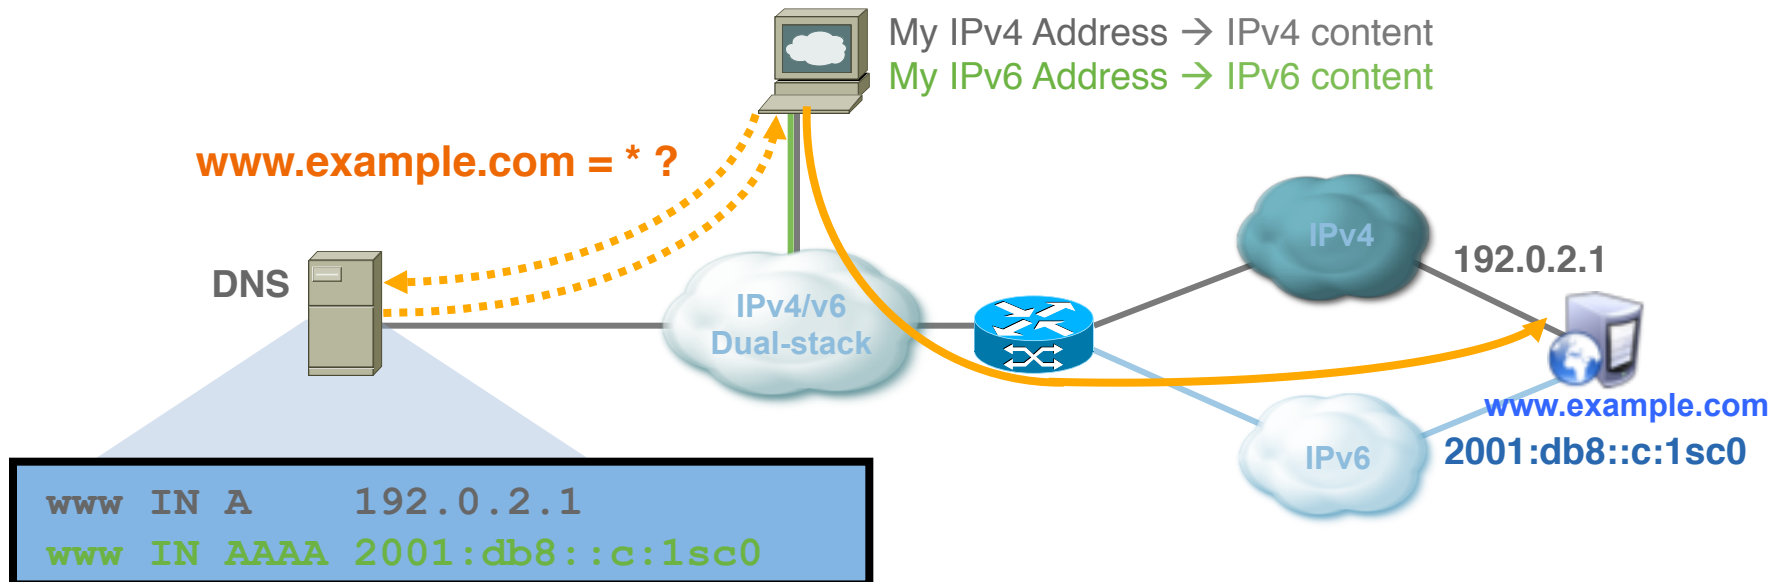 My IPv4 Address → IPv4 content
My IPv6 Address → IPv6 content
www.example.com = * ?
DNS
IPv4/v6
Dual-stack
IPv4
192.0.2.1
www.example.com
IPv6
2001:db8::c:1sc0
www IN A 192.0.2.1
www IN AAAA 2001:db8::c:1sc0